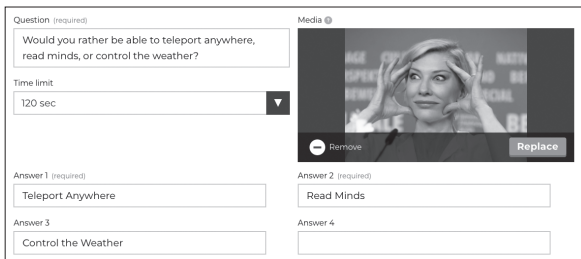 Question (required)
Media
Would you rather be able to teleport anywhere,
read minds, or control the weather?
Time limit
120 sec
Remove
Replace
Answer 1 (required)
Answer 2 (required)
Teleport Anywhere
Read Minds
Answer 3
Answer 4
Control the Weather